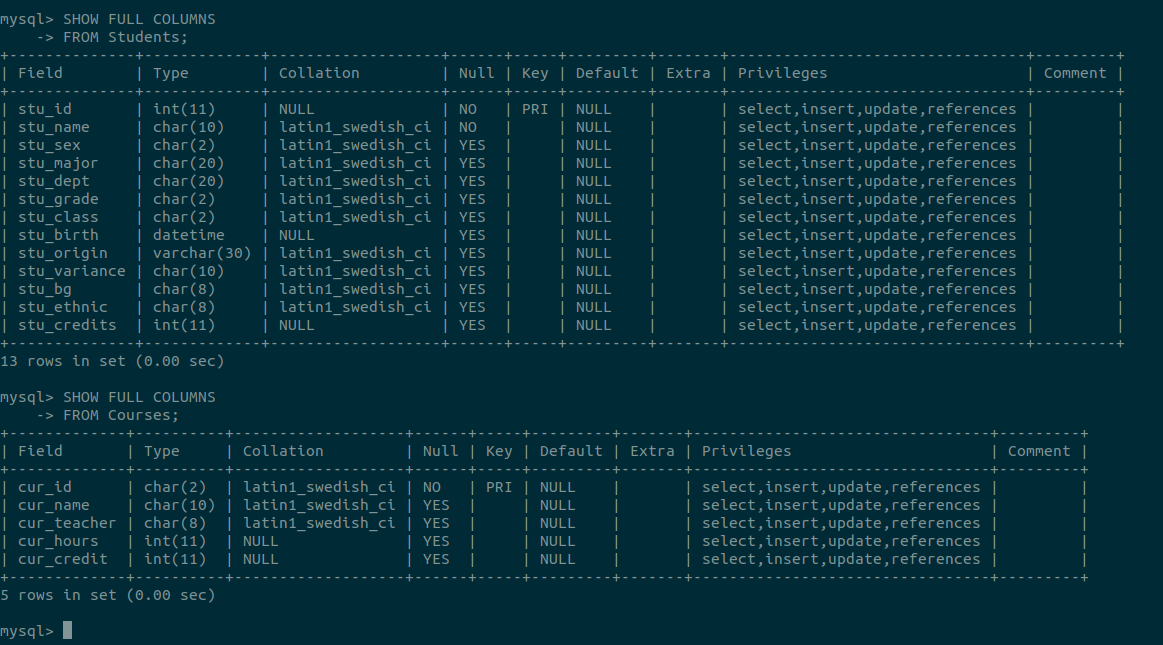 mysql> SHOW FULL COLUMNS
    -> FROM Students;
+--------------+-------------+-------------------+------+-----+---------+-------+---------------------------------+---------+
| Field        | Type        | Collation         | Null | Key | Default | Extra | Privileges                      | Comment |
+--------------+-------------+-------------------+------+-----+---------+-------+---------------------------------+---------+
| stu_id       | int(11)     | NULL              | NO   | PRI | NULL    |       | select,insert,update,references |         |
| stu_name     | char(10)    | latin1_swedish_ci | NO   |     | NULL    |       | select,insert,update,references |         |
| stu_sex      | char(2)     | latin1_swedish_ci | YES  |     | NULL    |       | select,insert,update,references |         |
| stu_major    | char(20)    | latin1_swedish_ci | YES  |     | NULL    |       | select,insert,update,references |         |
| stu_dept     | char(20)    | latin1_swedish_ci | YES  |     | NULL    |       | select,insert,update,references |         |
| stu_grade    | char(2)     | latin1_swedish_ci | YES  |     | NULL    |       | select,insert,update,references |         |
| stu_class    | char(2)     | latin1_swedish_ci | YES  |     | NULL    |       | select,insert,update,references |         |
| stu_birth    | datetime    | NULL              | YES  |     | NULL    |       | select,insert,update,references |         |
| stu_origin   | varchar(30) | latin1_swedish_ci | YES  |     | NULL    |       | select,insert,update,references |         |
| stu_variance | char(10)    | latin1_swedish_ci | YES  |     | NULL    |       | select,insert,update,references |         |
| stu_bg       | char(8)     | latin1_swedish_ci | YES  |     | NULL    |       | select,insert,update,references |         |
| stu_ethnic   | char(8)     | latin1_swedish_ci | YES  |     | NULL    |       | select,insert,update,references |         |
| stu_credits  | int(11)     | NULL              | YES  |     | NULL    |       | select,insert,update,references |         |
+--------------+-------------+-------------------+------+-----+---------+-------+---------------------------------+---------+
13 rows in set (0.00 sec)

mysql> SHOW FULL COLUMNS
    -> FROM Courses;
+-------------+----------+-------------------+------+-----+---------+-------+---------------------------------+---------+
| Field       | Type     | Collation         | Null | Key | Default | Extra | Privileges                      | Comment |
+-------------+----------+-------------------+------+-----+---------+-------+---------------------------------+---------+
| cur_id      | char(2)  | latin1_swedish_ci | NO   | PRI | NULL    |       | select,insert,update,references |         |
| cur_name    | char(10) | latin1_swedish_ci | YES  |     | NULL    |       | select,insert,update,references |         |
| cur_teacher | char(8)  | latin1_swedish_ci | YES  |     | NULL    |       | select,insert,update,references |         |
| cur_hours   | int(11)  | NULL              | YES  |     | NULL    |       | select,insert,update,references |         |
| cur_credit  | int(11)  | NULL              | YES  |     | NULL    |       | select,insert,update,references |         |
+-------------+----------+-------------------+------+-----+---------+-------+---------------------------------+---------+
5 rows in set (0.00 sec)

mysql>